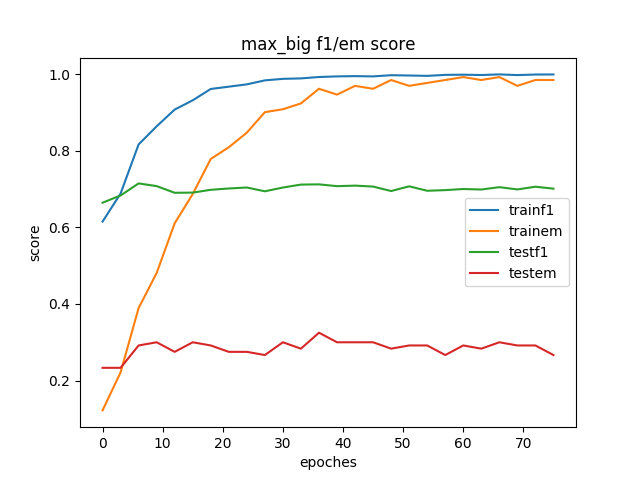 max_big f1/em score
score
1.0
0.8
0.6
0.4
0.2
trainf1
trainem
testf1
testem
0 10 20 30 40 50 60 70
epoches